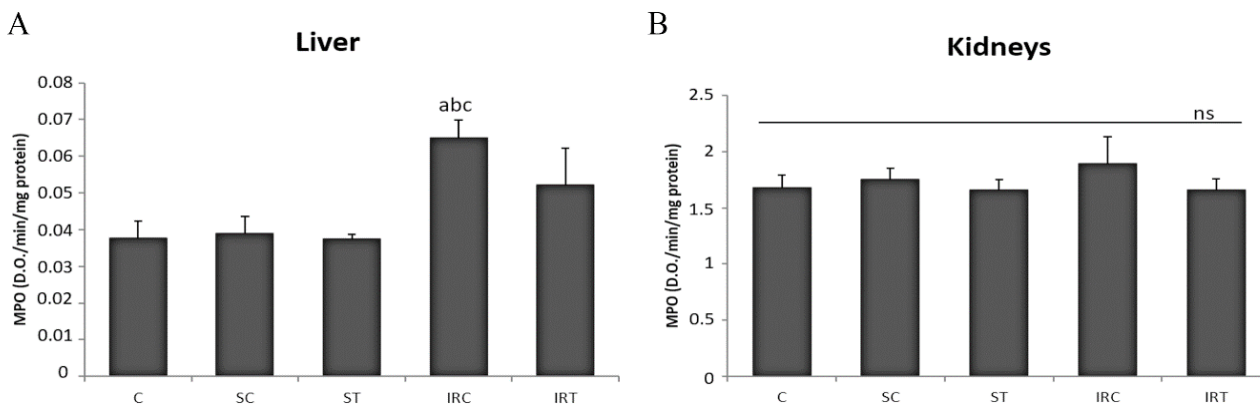 A
Liver
MPO (D.O./min/mg protein)
0.08
0.07
0.06
0.05
0.04
0.03
0.02
0.01
0
abc
C SC ST IRC IRT
B
Kidneys
MPO (D.O./min/mg protein)
2.5
2
1.5
1
0.5
0
ns
C SC ST IRC IRT